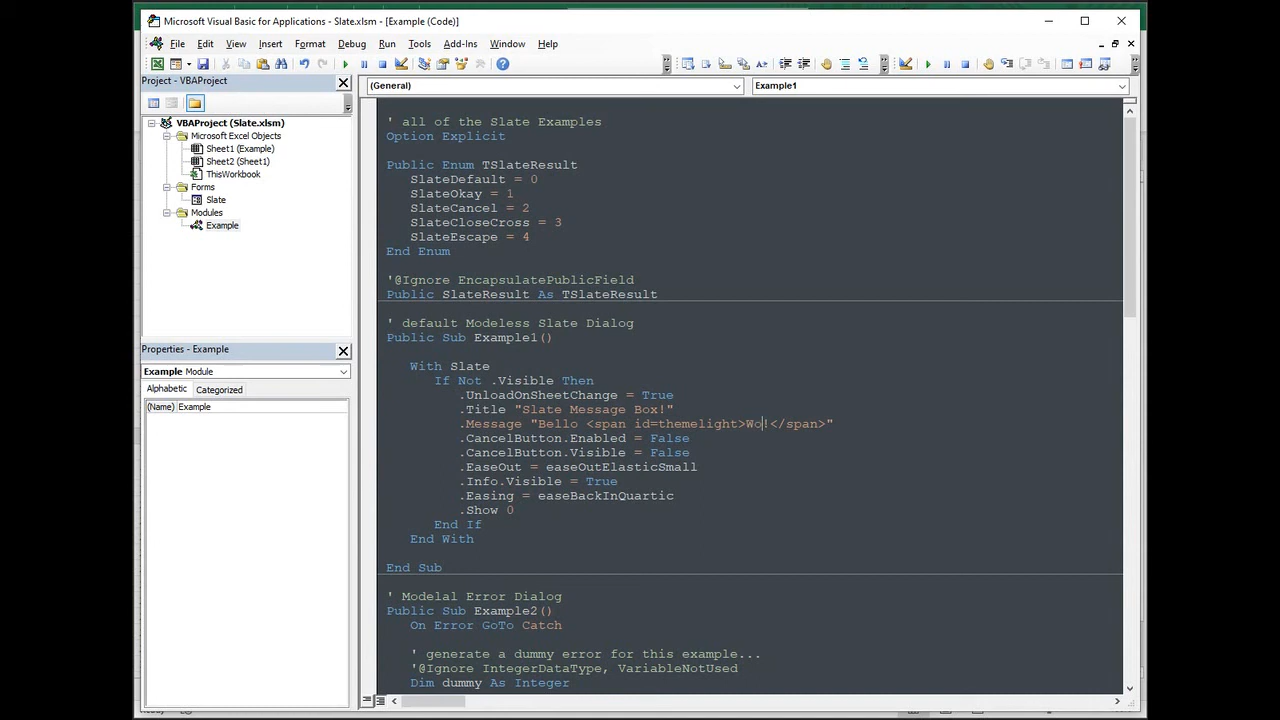 Microsoft Visual Basic for Applications - Slate.xlsm - [Example (Code)]
File Edit View Insert Format Debug Run Tools Add-Ins Window Help
Project - VBAProject
(General)
Example1
VBAProject (Slate.xlsm)
Microsoft Excel Objects
Sheet1 (Example)
Sheet2 (Sheet1)
ThisWorkbook
Forms
Slate
Modules
Example
Properties - Example
Example Module
Alphabetic Categorized
(Name) Example
' all of the Slate Examples
Option Explicit
Public Enum TSlateResult
SlateDefault = 0
SlateOkay = 1
SlateCancel = 2
SlateCloseCross = 3
SlateEscape = 4
End Enum
'@Ignore EncapsulatePublicField
Public SlateResult As TSlateResult
' default Modeless Slate Dialog
Public Sub Example1()
With Slate
If Not .Visible Then
.UnloadOnSheetChange = True
.Title "Slate Message Box!"
.Message "Bello <span id=themelight>Wo!</span>"
.CancelButton.Enabled = False
.CancelButton.Visible = False
.EaseOut = easeOutElasticSmall
.Info.Visible = True
.Easing = easeBackInQuartic
.Show 0
End If
End With
End Sub
' Modelal Error Dialog
Public Sub Example2()
On Error GoTo Catch
' generate a dummy error for this example...
'@Ignore IntegerDataType, VariableNotUsed
Dim dummy As Integer